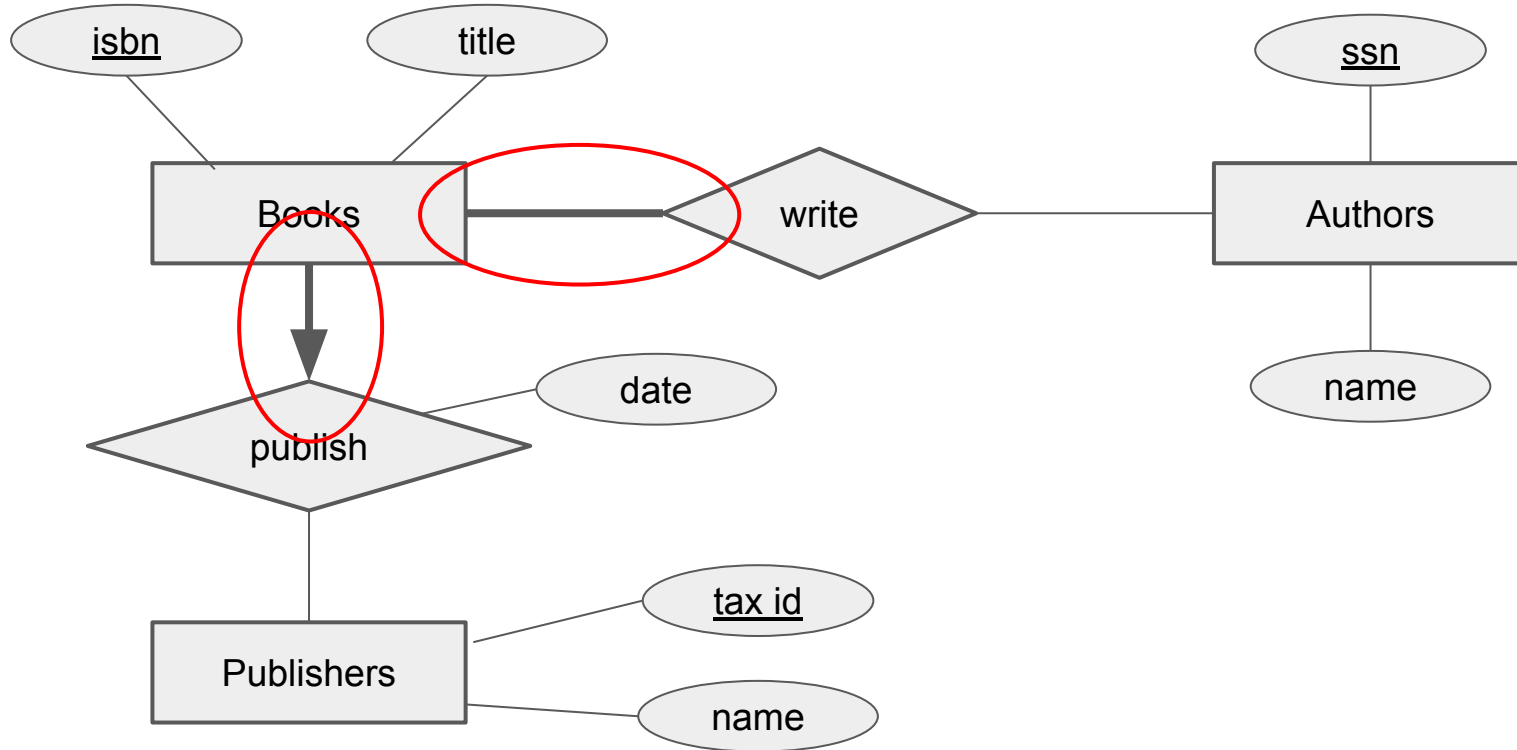 isbn
title
ssn
Books
write
Authors
date
name
publish
tax id
Publishers
name